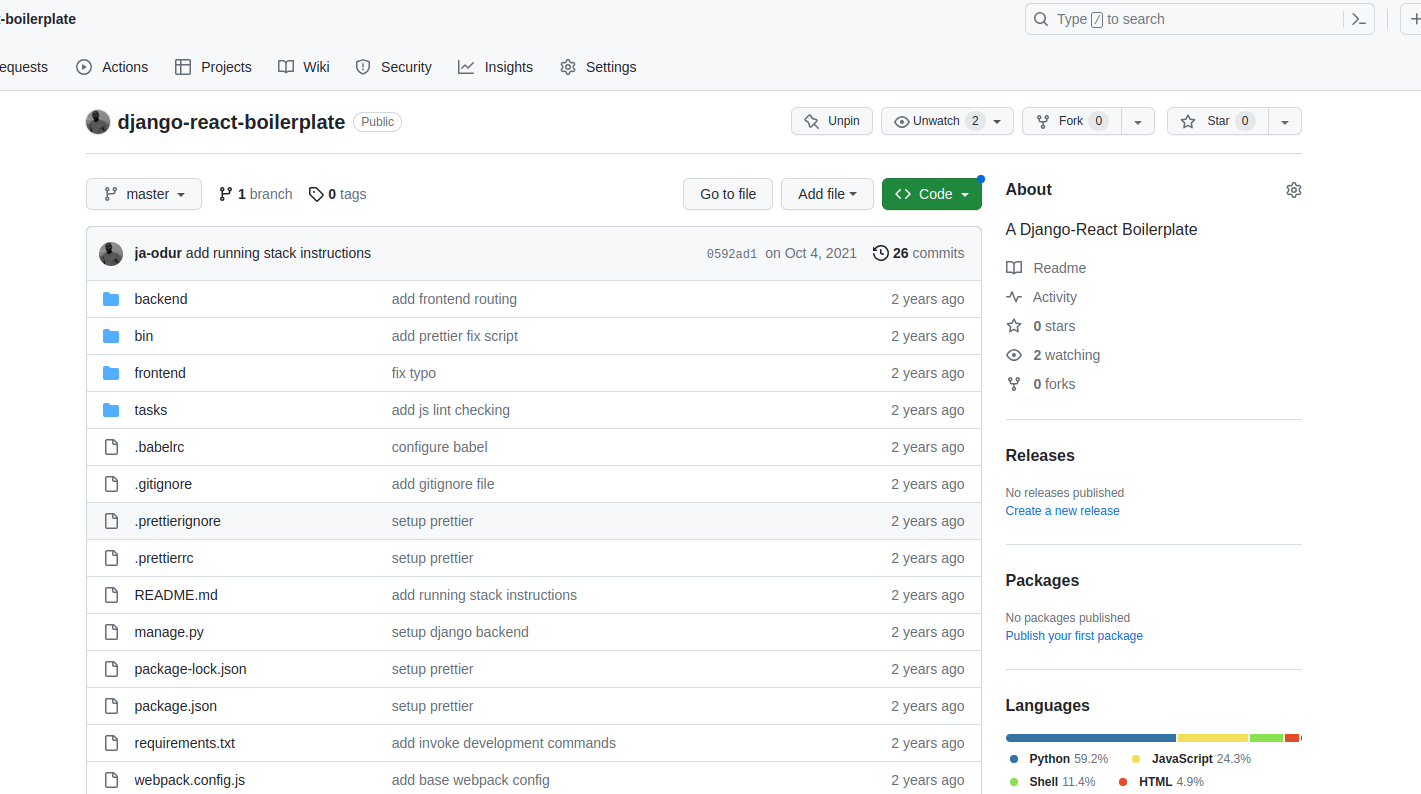 -boilerplate
Type / to search
equests Actions Projects Wiki Security Insights Settings
django-react-boilerplate Public Unpin Unwatch 2 Fork 0 Star 0
master 1 branch 0 tags Go to file Add file Code
ja-odur add running stack instructions 0592ad1 on Oct 4, 2021 26 commits
backend add frontend routing 2 years ago
bin add prettier fix script 2 years ago
frontend fix typo 2 years ago
tasks add js lint checking 2 years ago
.babelrc configure babel 2 years ago
.gitignore add gitignore file 2 years ago
.prettierignore setup prettier 2 years ago
.prettierrc setup prettier 2 years ago
README.md add running stack instructions 2 years ago
manage.py setup django backend 2 years ago
package-lock.json setup prettier 2 years ago
package.json setup prettier 2 years ago
requirements.txt add invoke development commands 2 years ago
webpack.config.js add base webpack config 2 years ago
About
A Django-React Boilerplate
Readme
Activity
0 stars
2 watching
0 forks
Releases
No releases published
Create a new release
Packages
No packages published
Publish your first package
Languages
Python 59.2% JavaScript 24.3%
Shell 11.4% HTML 4.9%